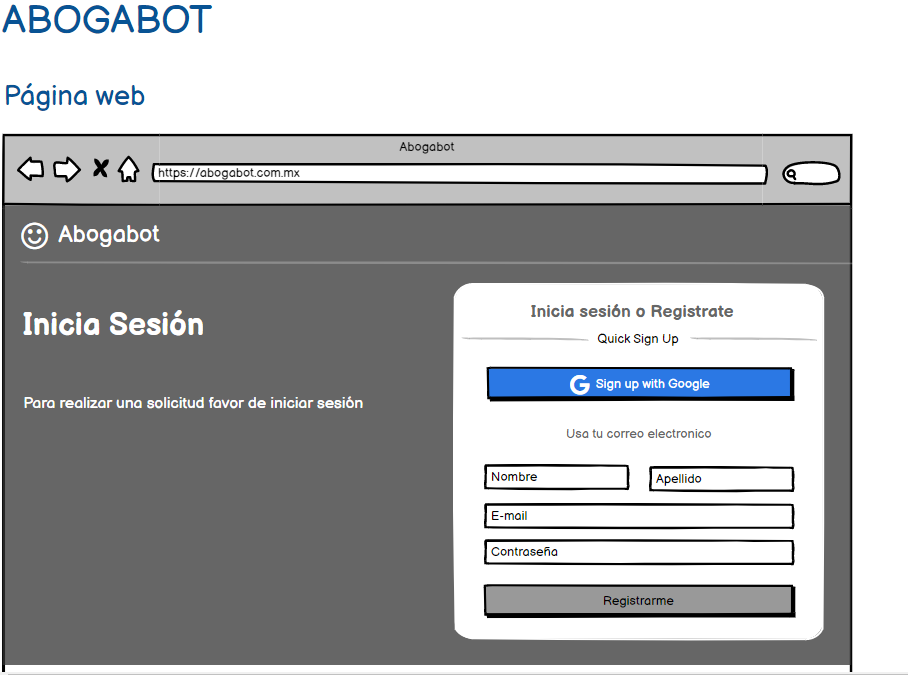 ABOGABOT
Página web
Abogabot
https://abogabot.com.mx
Abogabot
Inicia Sesión
Para realizar una solicitud favor de iniciar sesión
Inicia sesión o Registrate
Quick Sign Up
G Sign up with Google
Usa tu correo electronico
Nombre Apellido
E-mail
Contraseña
Registrarme